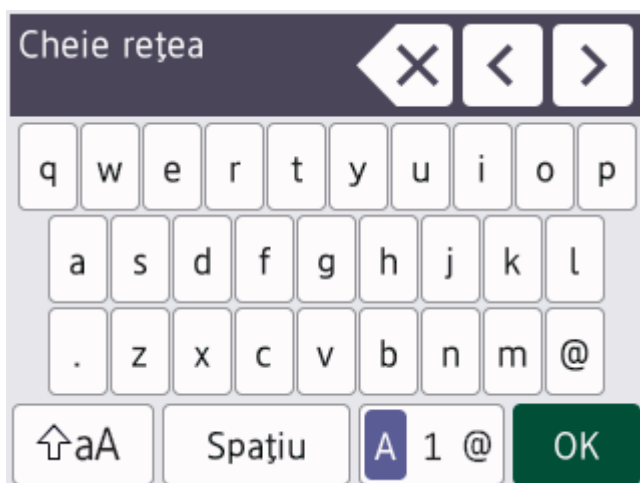 Cheie rețea
q w e r t y u i o p
a s d f g h j k l
. z x c v b n m @
aA Spațiu A 1 @ OK